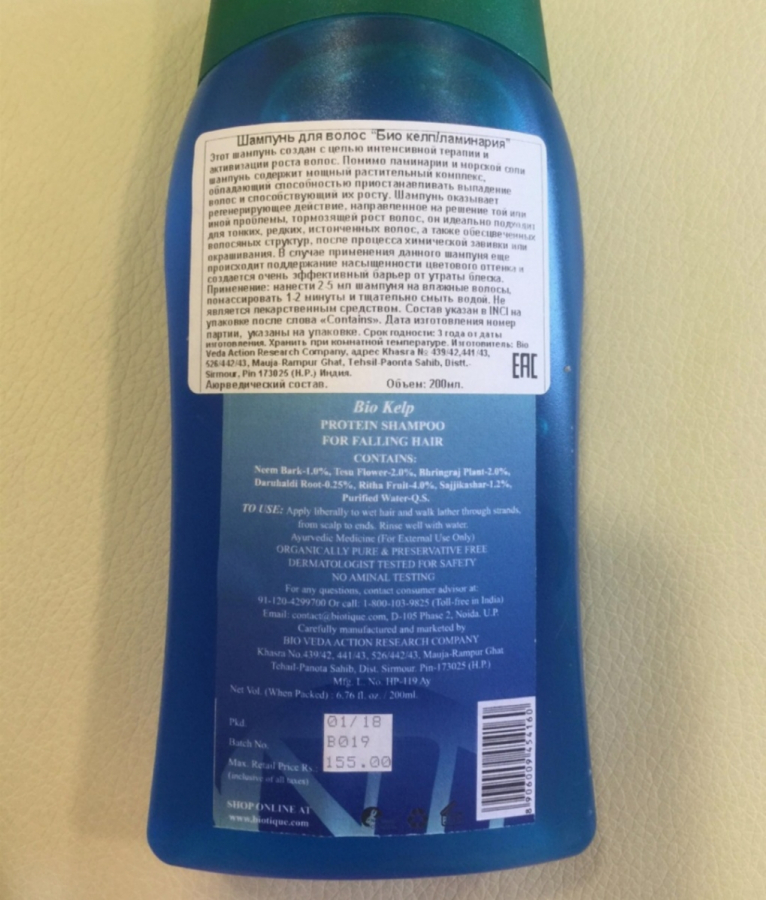 Шампунь для волос "Био келп/ламинария"
Этот шампунь создан с целью интенсивной терапии и
активизации роста волос. Помимо ламинарии и морской соли
шампунь содержит мощный растительный комплекс,
обладающий способностью приостанавливать выпадение
волос и способствующий их росту. Шампунь оказывает
регенерирующее действие, направленное на решение той или
иной проблемы, тормозящей рост волос, он идеально подходит
для тонких, редких, истонченных волос, а также обесцвеченных
волосяных структур, после процесса химической завивки или
окрашивания. В случае применения данного шампуня еще
происходит поддержание насыщенности цветового оттенка и
создается очень эффективный барьер от утраты блеска.
Применение: нанести 2-5 мл шампуня на влажные волосы,
помассировать 1-2 минуты и тщательно смыть водой. Не
является лекарственным средством. Состав указан в INCI на
упаковке после слова «Contains». Дата изготовления номер
партии, указаны на упаковке. Срок годности: 3 года от даты
изготовления. Хранить при комнатной температуре. Изготовитель: Bio
Veda Action Research Company, адрес Khasra № 439/42,441/43,
526/442/43, Mauja-Rampur Ghat, Tehsil-Paonta Sahib, Distt.-
Sirmour, Pin 173025 (H.P.) Индия.
EAC
Аюрведический состав. Объем: 200мл.
Bio Kelp
PROTEIN SHAMPOO
FOR FALLING HAIR
CONTAINS:
Neem Bark-1.0%, Tesu Flower-2.0%, Bhringraj Plant-2.0%,
Daruhaldi Root-0.25%, Ritha Fruit-4.0%, Sajjikashar-1.2%,
Purified Water-Q.S.
TO USE: Apply liberally to wet hair and walk lather through strands,
from scalp to ends. Rinse well with water.
Ayurvedic Medicine (For External Use Only)
ORGANICALLY PURE & PRESERVATIVE FREE
DERMATOLOGIST TESTED FOR SAFETY
NO AMINAL TESTING
For any questions, contact consumer advisor at:
91-120-4299700 Or call: 1-800-103-9825 (Toll-free in India)
Email: contact@biotique.com, D-105 Phase 2, Noida. U.P.
Carefully manufactured and marketed by
BIO VEDA ACTION RESEARCH COMPANY
Khasra No.439/42, 441/43, 526/442/43, Mauja-Rampur Ghat
Tehsil-Panota Sahib, Dist. Sirmour. Pin-173025 (H.P.)
Mfg. L. No. HP-119 Ay
Net Vol. (When Packed) : 6.76 fl. oz. / 200ml.
Pkd. 01/18
Batch No. B019
Max. Retail Price Rs.: 155.00
(inclusive of all taxes)
8906009454160
SHOP ONLINE AT
www.biotique.com